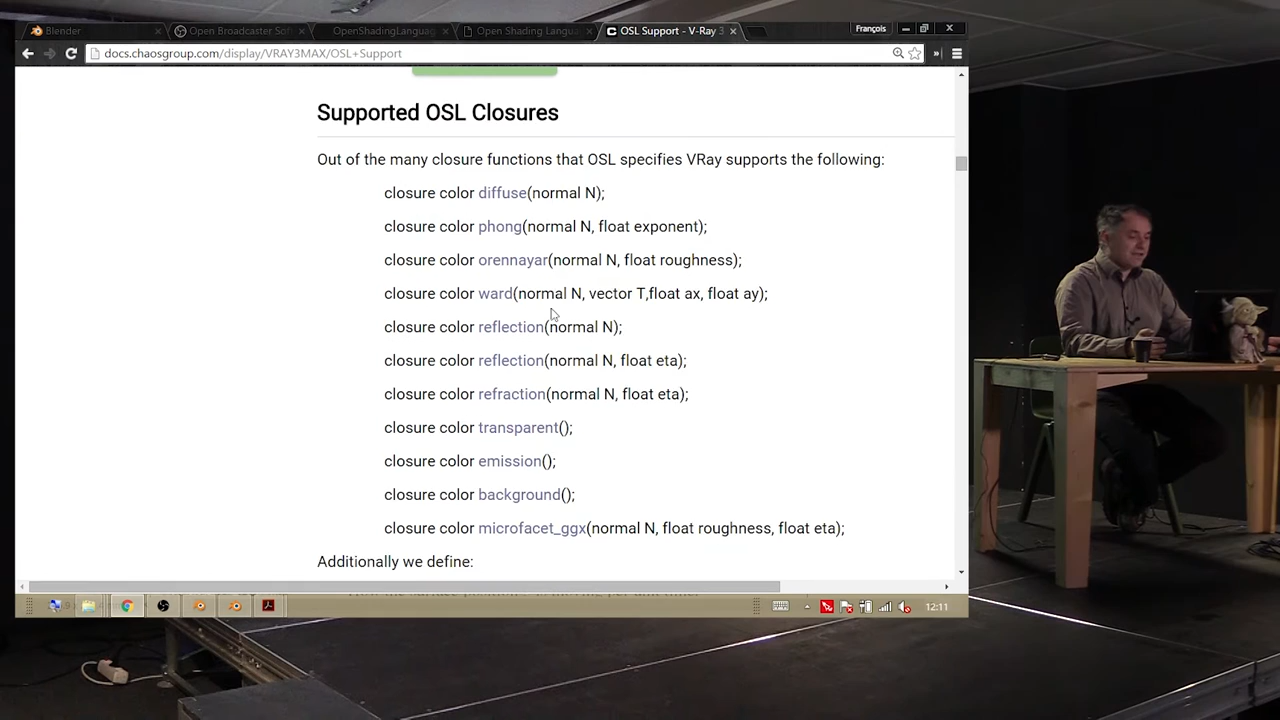 Blender
Open Broadcaster Sof
OpenShadingLanguag
Open Shading Langua
OSL Support - V-Ray 3
François
docs.chaosgroup.com/display/VRAY3MAX/OSL+Support
Supported OSL Closures
Out of the many closure functions that OSL specifies VRay supports the following:
closure color diffuse(normal N);
closure color phong(normal N, float exponent);
closure color orennayar(normal N, float roughness);
closure color ward(normal N, vector T,float ax, float ay);
closure color reflection(normal N);
closure color reflection(normal N, float eta);
closure color refraction(normal N, float eta);
closure color transparent();
closure color emission();
closure color background();
closure color microfacet_ggx(normal N, float roughness, float eta);
Additionally we define:
12:11